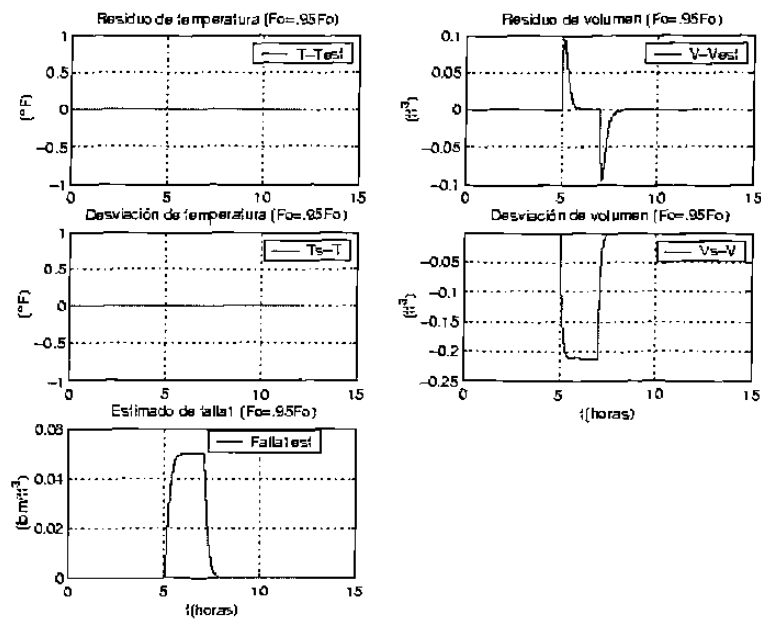 Residuo de temperatura (Fo=.95Fo)
1
T-Test
0.5
0
-0.5
-1
(°F)
0 5 10 15
Residuo de volumen (Fo=.95Fo)
0.1
V-Vest
0.05
0
-0.05
-0.1
(ft³)
0 5 10 15
Desviación de temperatura (Fo=.95Fo)
1
Ts-T
0.5
0
-0.5
-1
(°F)
0 5 10 15
Desviación de volumen (Fo=.95Fo)
Vs-V
-0.05
-0.1
-0.15
-0.2
-0.25
(ft³)
0 5 10 15
t(horas)
Estimado de falla1 (Fo=.95Fo)
Falla1est
0.04
0.02
0
0 5 10 15
t(horas)